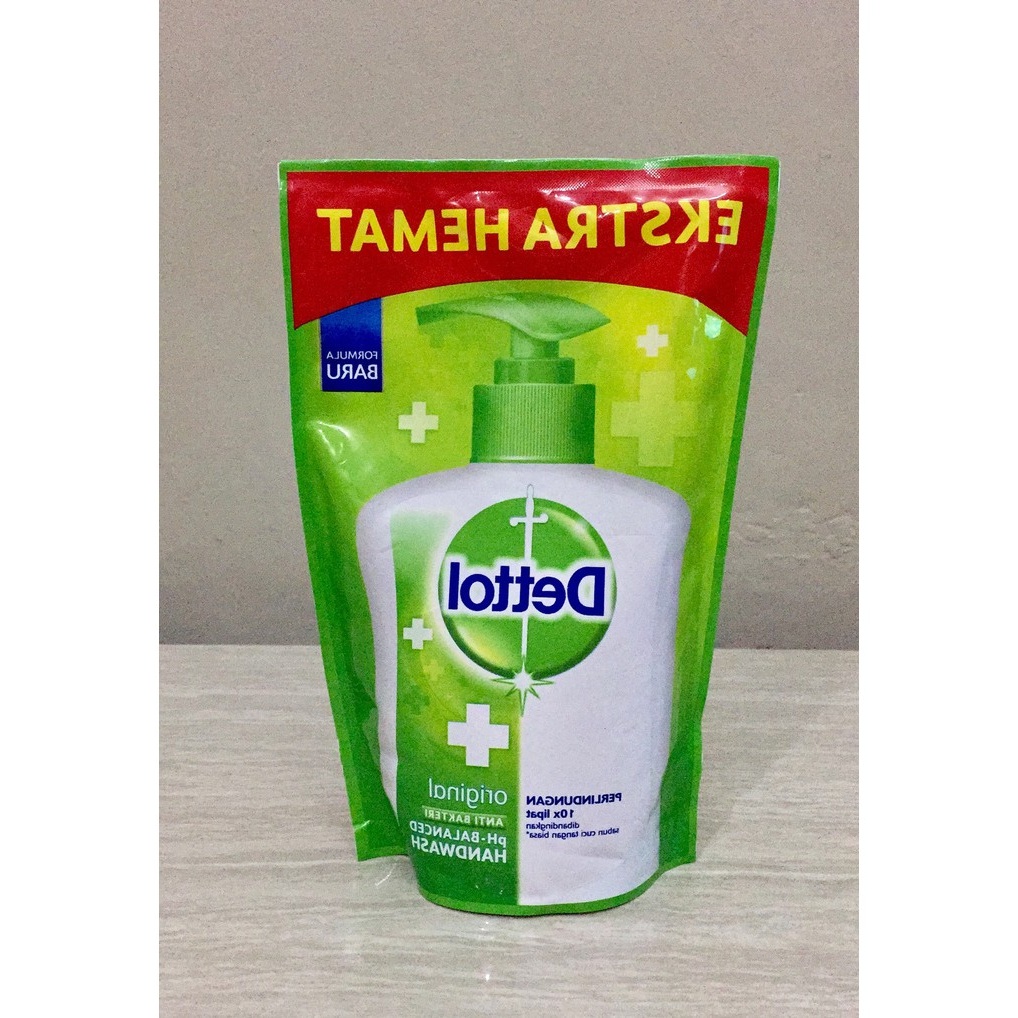 EKSTRA HEMAT
FORMULA
BARU
Dettol
original
ANTI BAKTERI
pH-BALANCED
HANDWASH
PERLINDUNGAN
10x lipat
dibandingkan
sabun cuci tangan biasa*